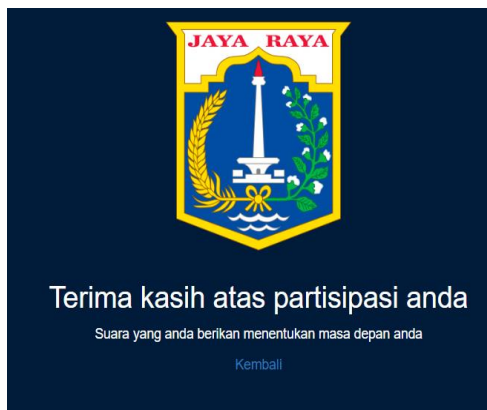 JAYA RAYA
Terima kasih atas partisipasi anda
Suara yang anda berikan menentukan masa depan anda
Kembali